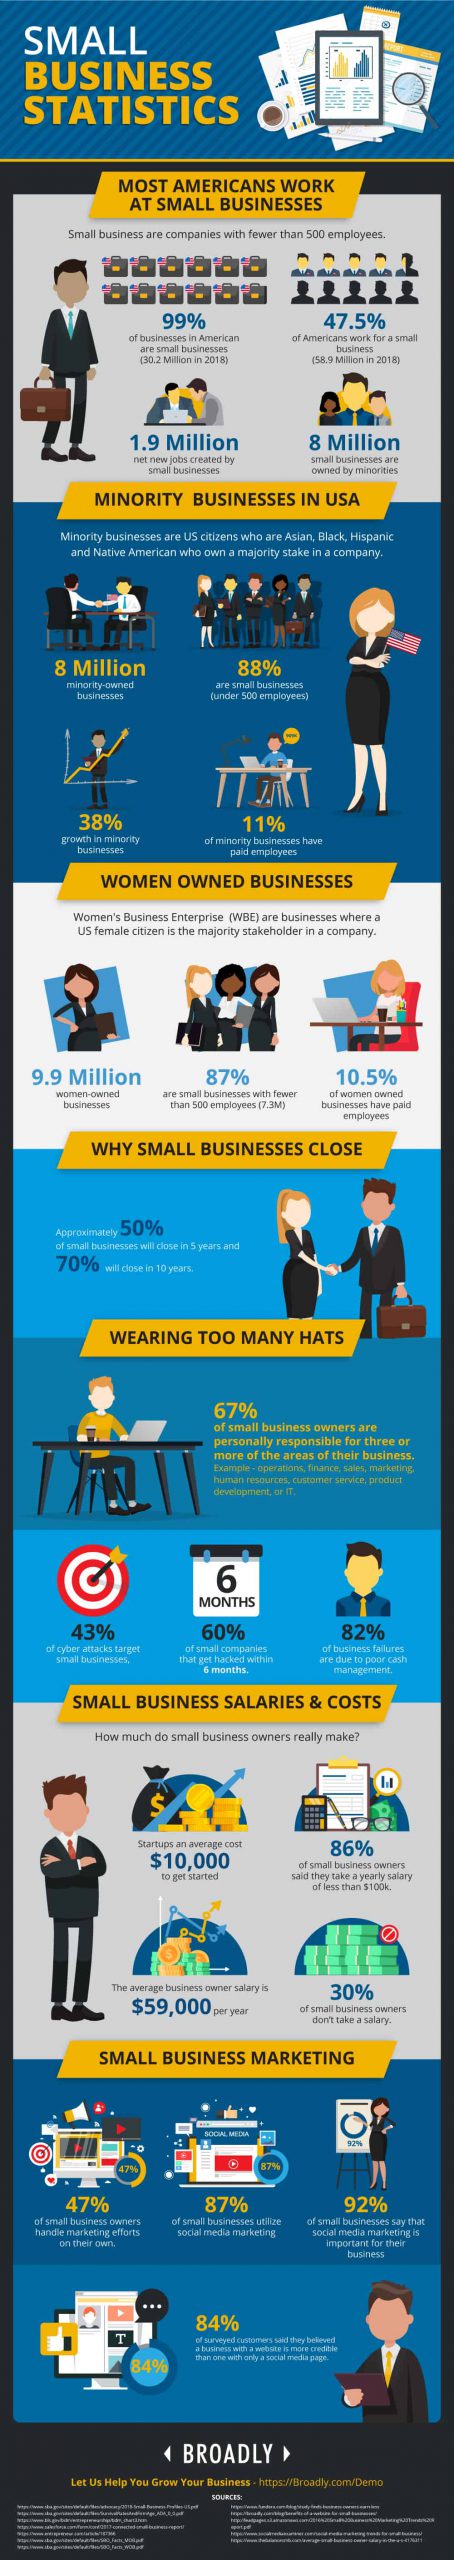 SMALL
BUSINESS
STATISTICS
REPORT
MOST AMERICANS WORK
AT SMALL BUSINESSES
Small business are companies with fewer than 500 employees.
99%
of businesses in American
are small businesses
(30.2 Million in 2018)
47.5%
of Americans work for a small
business
(58.9 Million in 2018)
1.9 Million
net new jobs created by
small businesses
8 Million
small businesses are
owned by minorities
MINORITY BUSINESSES IN USA
Minority businesses are US citizens who are Asian, Black, Hispanic
and Native American who own a majority stake in a company.
8 Million
minority-owned
businesses
88%
are small businesses
(under 500 employees)
38%
growth in minority
businesses
11%
of minority businesses have
paid employees
WOMEN OWNED BUSINESSES
Women's Business Enterprise (WBE) are businesses where a
US female citizen is the majority stakeholder in a company.
9.9 Million
women-owned
businesses
87%
are small businesses with fewer
than 500 employees (7.3M)
10.5%
of women owned
businesses have paid
employees
WHY SMALL BUSINESSES CLOSE
Approximately 50%
of small businesses will close in 5 years and
70% will close in 10 years.
WEARING TOO MANY HATS
67%
of small business owners are
personally responsible for three or
more of the areas of their business.
Example - operations, finance, sales, marketing,
human resources, customer service, product
development, or IT.
43%
of cyber attacks target
small businesses,
6
MONTHS
60%
of small companies
that get hacked within
6 months.
82%
of business failures
are due to poor cash
management.
SMALL BUSINESS SALARIES & COSTS
How much do small business owners really make?
Startups an average cost
$10,000
to get started
86%
of small business owners
said they take a yearly salary
of less than $100k.
The average business owner salary is
$59,000 per year
30%
of small business owners
don't take a salary.
SMALL BUSINESS MARKETING
47%
47%
of small business owners
handle marketing efforts
on their own.
SOCIAL MEDIA
87%
87%
of small businesses utilize
social media marketing
92%
92%
of small businesses say that
social media marketing is
important for their
business
T
84%
84%
of surveyed customers said they believed
a business with a website is more credible
than one with only a social media page.
BROADLY
Let Us Help You Grow Your Business - https://Broadly.com/Demo
SOURCES: